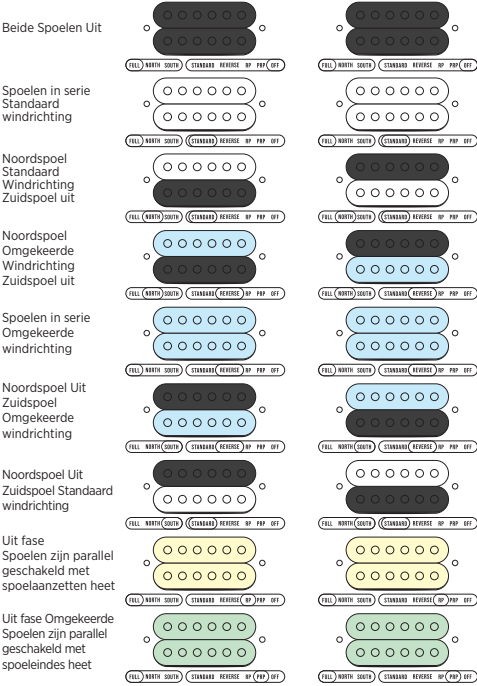 Beide Spoelen Uit
FULL NORTH SOUTH STANDARD REVERSE RP PRP OFF
FULL NORTH SOUTH STANDARD REVERSE RP PRP OFF
Spoelen in serie
Standaard
windrichting
FULL NORTH SOUTH STANDARD REVERSE RP PRP OFF
FULL NORTH SOUTH STANDARD REVERSE RP PRP OFF
Noordspoel
Standaard
Windrichting
Zuidspoel uit
FULL NORTH SOUTH STANDARD REVERSE RP PRP OFF
FULL NORTH SOUTH STANDARD REVERSE RP PRP OFF
Noordspoel
Omgekeerde
Windrichting
Zuidspoel uit
FULL NORTH SOUTH STANDARD REVERSE RP PRP OFF
FULL NORTH SOUTH STANDARD REVERSE RP PRP OFF
Spoelen in serie
Omgekeerde
windrichting
FULL NORTH SOUTH STANDARD REVERSE RP PRP OFF
FULL NORTH SOUTH STANDARD REVERSE RP PRP OFF
Noordspoel Uit
Zuidspoel
Omgekeerde
windrichting
FULL NORTH SOUTH STANDARD REVERSE RP PRP OFF
FULL NORTH SOUTH STANDARD REVERSE RP PRP OFF
Noordspoel Uit
Zuidspoel Standaard
windrichting
FULL NORTH SOUTH STANDARD REVERSE RP PRP OFF
FULL NORTH SOUTH STANDARD REVERSE RP PRP OFF
Uit fase
Spoelen zijn parallel
geschakeld met
spoelaanzetten heet
FULL NORTH SOUTH STANDARD REVERSE RP PRP OFF
FULL NORTH SOUTH STANDARD REVERSE RP PRP OFF
Uit fase Omgekeerde
Spoelen zijn parallel
geschakeld met
spoeleindes heet
FULL NORTH SOUTH STANDARD REVERSE RP PRP OFF
FULL NORTH SOUTH STANDARD REVERSE RP PRP OFF